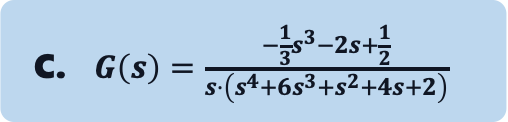 C. G(s) = (−1/3 s³−2s+1/2) / (s·(s⁴+6s³+s²+4s+2))